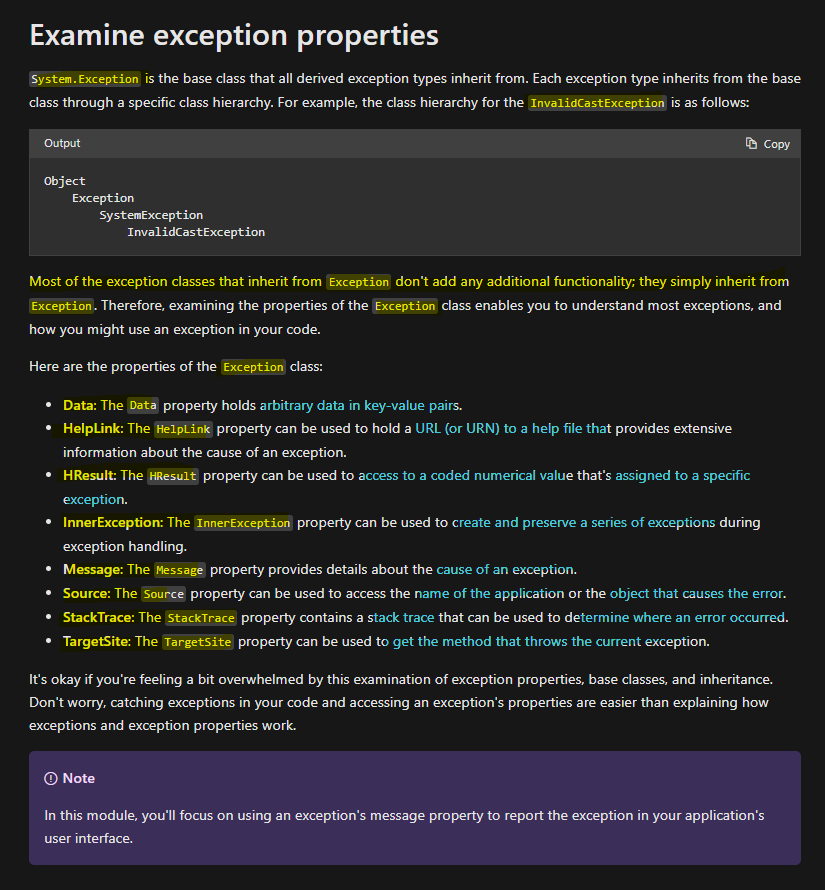 Examine exception properties
System.Exception is the base class that all derived exception types inherit from. Each exception type inherits from the base
class through a specific class hierarchy. For example, the class hierarchy for the InvalidCastException is as follows:
Output
Copy
Object
    Exception
        SystemException
            InvalidCastException
Most of the exception classes that inherit from Exception don't add any additional functionality; they simply inherit from
Exception. Therefore, examining the properties of the Exception class enables you to understand most exceptions, and
how you might use an exception in your code.
Here are the properties of the Exception class:
• Data: The Data property holds arbitrary data in key-value pairs.
• HelpLink: The HelpLink property can be used to hold a URL (or URN) to a help file that provides extensive
information about the cause of an exception.
• HResult: The HResult property can be used to access to a coded numerical value that's assigned to a specific
exception.
• InnerException: The InnerException property can be used to create and preserve a series of exceptions during
exception handling.
• Message: The Message property provides details about the cause of an exception.
• Source: The Source property can be used to access the name of the application or the object that causes the error.
• StackTrace: The StackTrace property contains a stack trace that can be used to determine where an error occurred.
• TargetSite: The TargetSite property can be used to get the method that throws the current exception.
It's okay if you're feeling a bit overwhelmed by this examination of exception properties, base classes, and inheritance.
Don't worry, catching exceptions in your code and accessing an exception's properties are easier than explaining how
exceptions and exception properties work.
Note
In this module, you'll focus on using an exception's message property to report the exception in your application's
user interface.